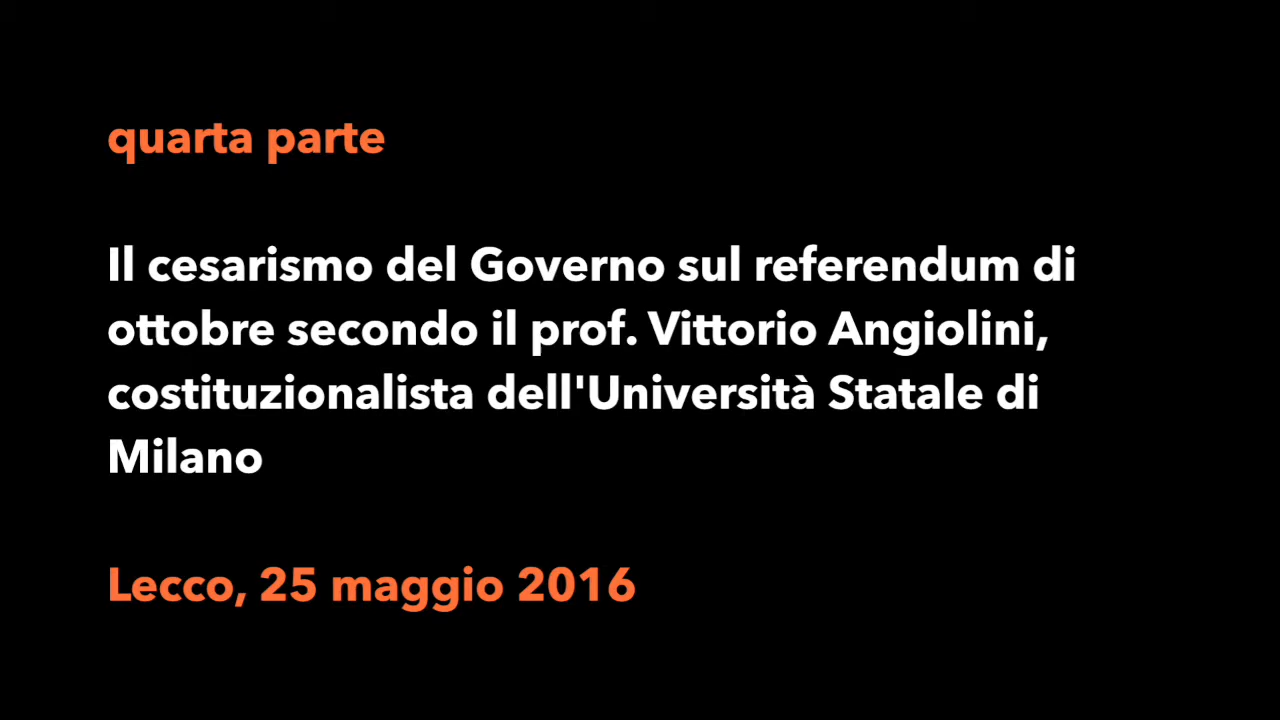 quarta parte
Il cesarismo del Governo sul referendum di
ottobre secondo il prof. Vittorio Angiolini,
costituzionalista dell'Università Statale di
Milano
Lecco, 25 maggio 2016